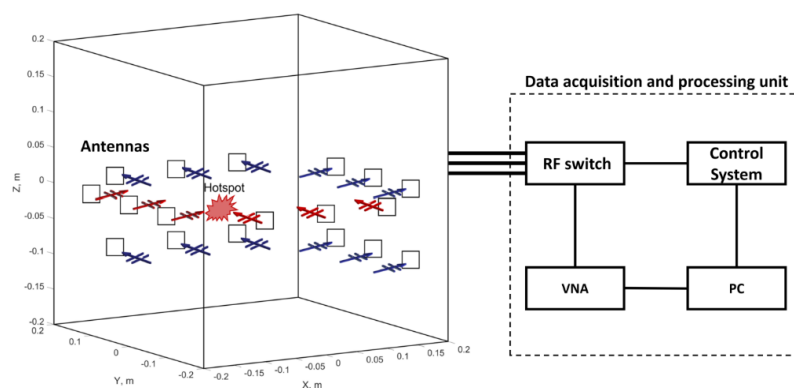 0.2
0.15
0.1
0.05
0
-0.05
-0.1
-0.15
-0.2
Z, m
Antennas
Hotspot
0.2
0.1
0
-0.1
-0.2
Y, m
-0.2
-0.15
-0.1
-0.05
0
0.05
0.1
0.15
0.2
X, m
Data acquisition and processing unit
RF switch
Control
System
VNA
PC